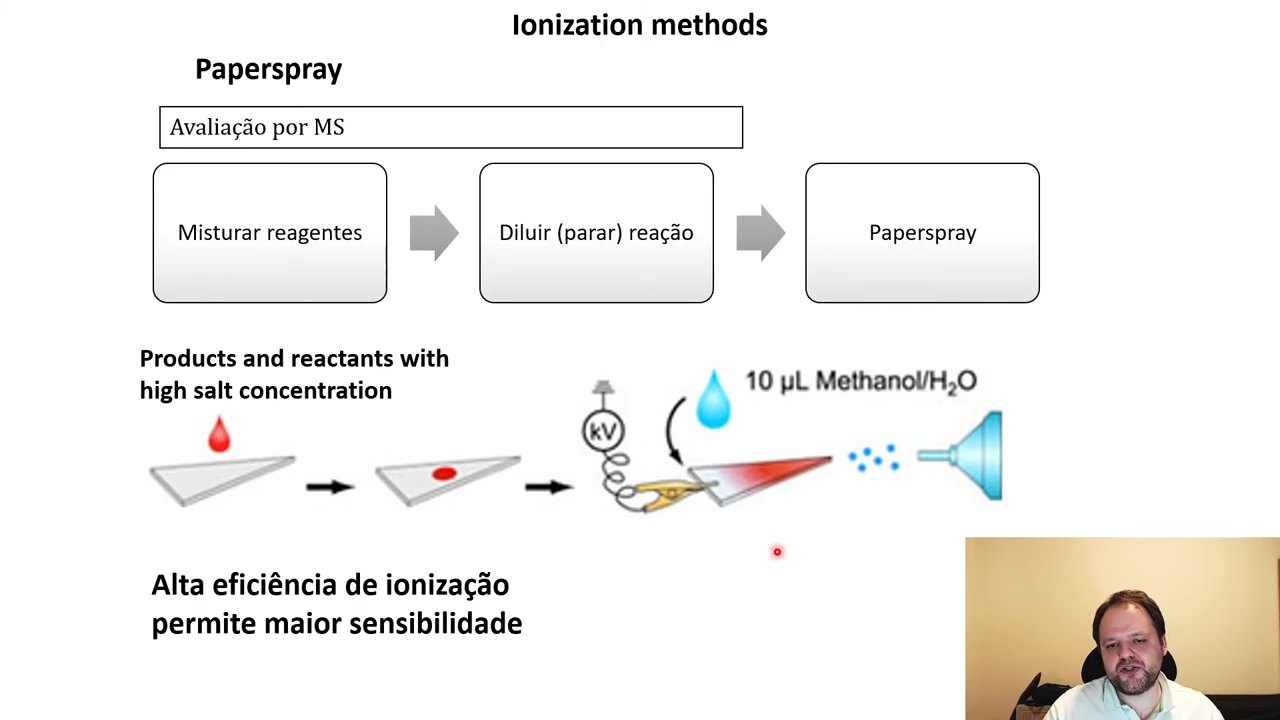 Ionization methods
Paperspray
Avaliação por MS
Misturar reagentes
Diluir (parar) reação
Paperspray
Products and reactants with
high salt concentration
10 µL Methanol/H₂O
kV
Alta eficiência de ionização
permite maior sensibilidade